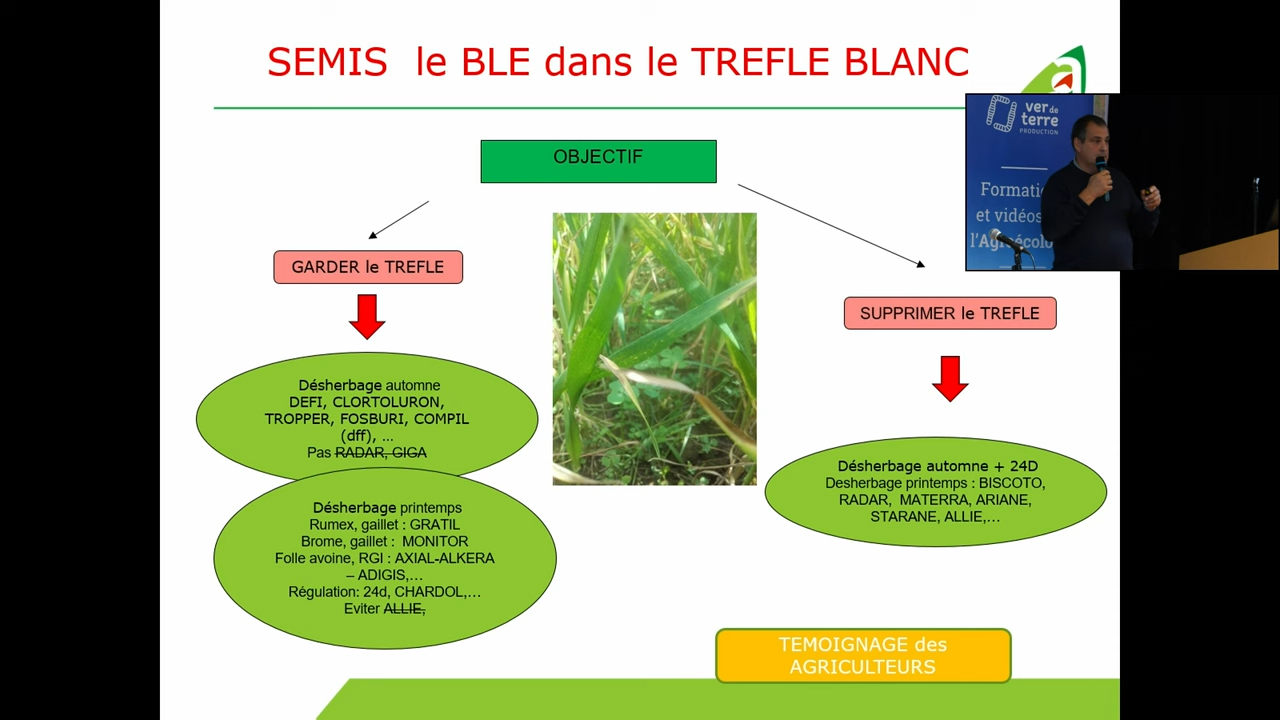 SEMIS le BLE dans le TREFLE BLANC
ver de
terre
PRODUCTION
Formati
et vidéos
l'Agroécolo
OBJECTIF
GARDER le TREFLE
SUPPRIMER le TREFLE
Désherbage automne
DEFI, CLORTOLURON,
TROPPER, FOSBURI, COMPIL
(dff), ...
Pas RADAR, GIGA
Désherbage printemps
Rumex, gaillet : GRATIL
Brome, gaillet : MONITOR
Folle avoine, RGI : AXIAL-ALKERA
– ADIGIS,...
Régulation: 24d, CHARDOL,...
Eviter ALLIE,
Désherbage automne + 24D
Desherbage printemps : BISCOTO,
RADAR, MATERRA, ARIANE,
STARANE, ALLIE,...
TEMOIGNAGE des
AGRICULTEURS